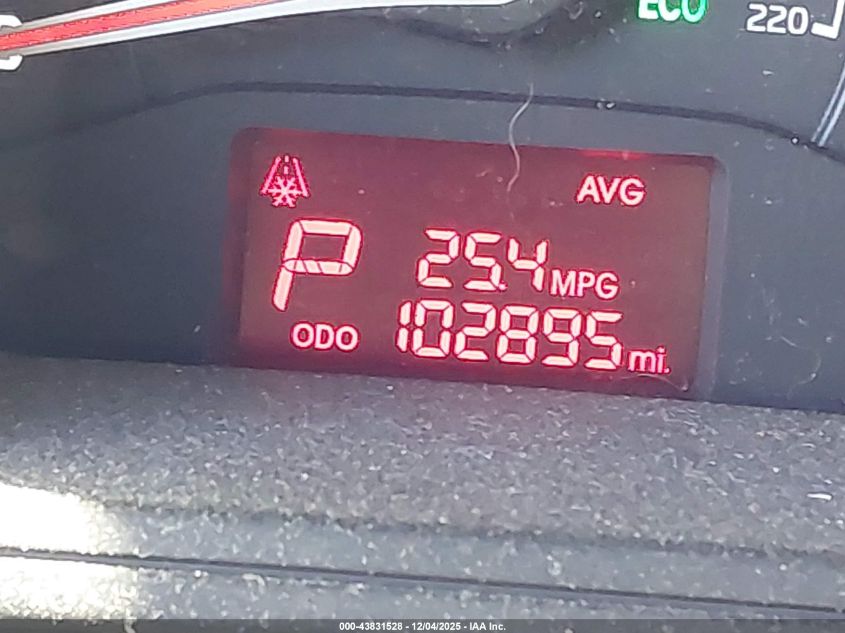 ECO
220
AVG
P
25.4 MPG
ODO 102895 mi.
000-43831528 - 12/04/2025 - IAA Inc.